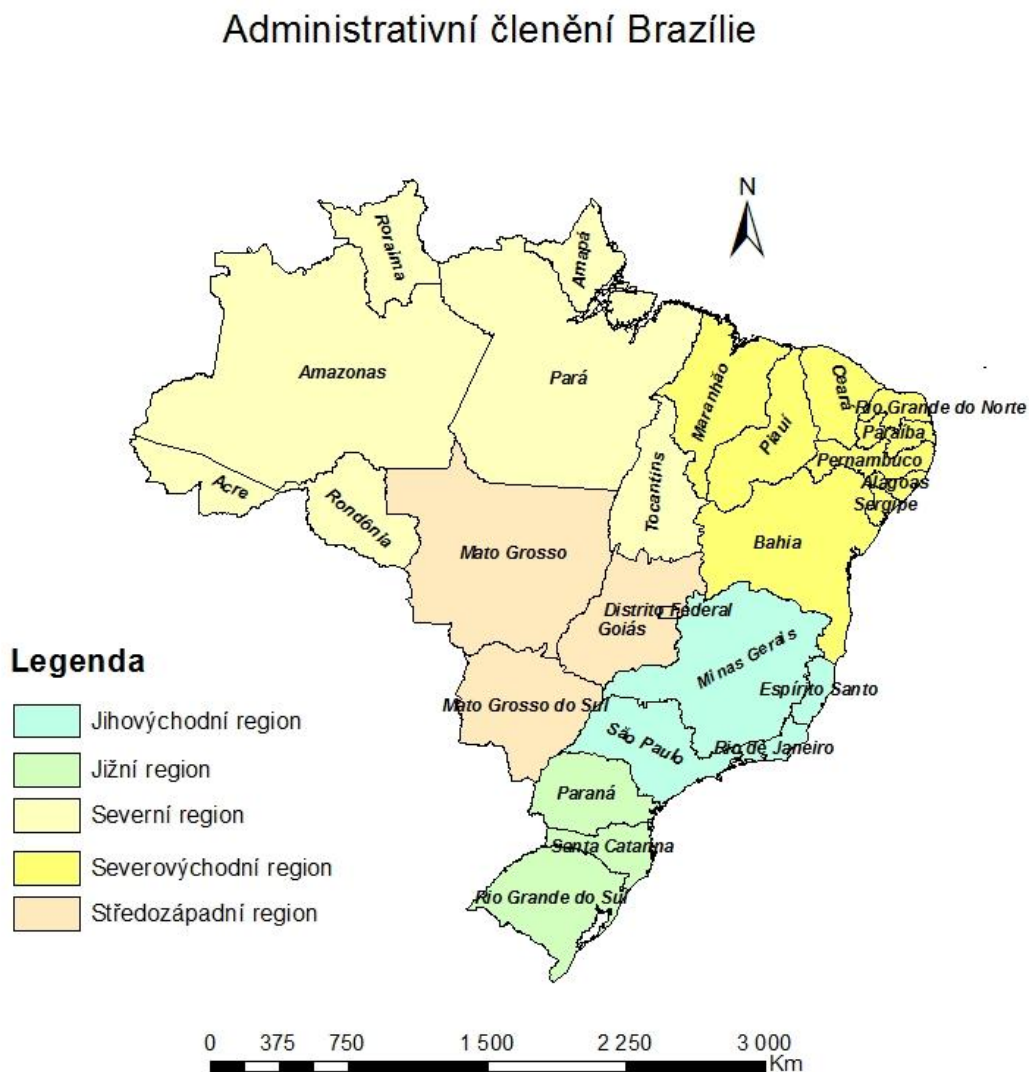 Administrativní členění Brazílie
N
Roraima
Amapá
Amazonas
Pará
Maranhão
Ceará
Rio Grande do Norte
Piauí
Paraíba
Pernambuco
Acre
Rondônia
Tocantins
Alagoas
Sergipe
Bahia
Mato Grosso
Distrito Federal
Goiás
Minas Gerais
Espírito Santo
Mato Grosso do Sul
São Paulo
Rio de Janeiro
Paraná
Santa Catarina
Rio Grande do Sul
Legenda
Jihovýchodní region
Jižní region
Severní region
Severovýchodní region
Středozápadní region
0 375 750 1 500 2 250 3 000
Km